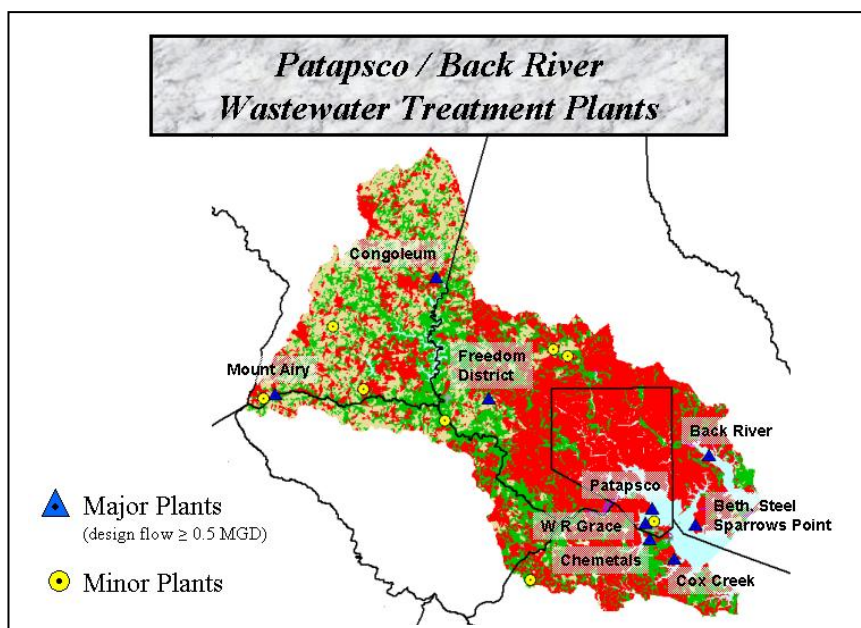 Patapsco / Back River
Wastewater Treatment Plants
Congoleum
Mount Airy
Freedom
District
Back River
Patapsco
Beth. Steel
Sparrows Point
W R Grace
Chemetals
Cox Creek
Major Plants
(design flow ≥ 0.5 MGD)
Minor Plants